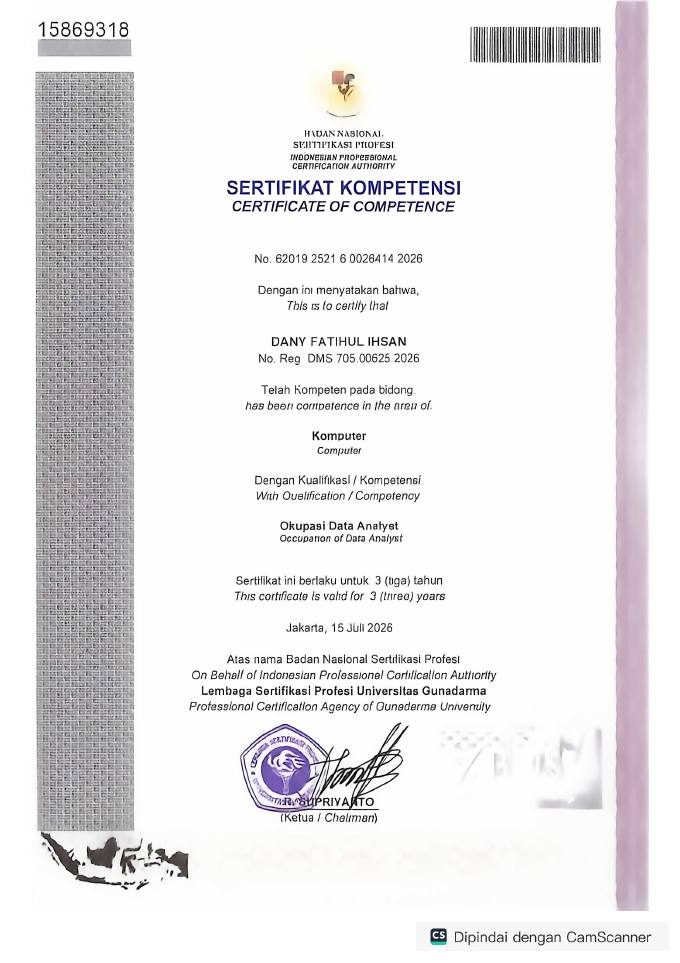 15869318
BADAN NASIONAL
SERTIFIKASI PROFESI
INDONESIAN PROFESSIONAL
CERTIFICATION AUTHORITY
SERTIFIKAT KOMPETENSI
CERTIFICATE OF COMPETENCE
No. 62019 2521 6 0026414 2026
Dengan ini menyatakan bahwa,
This is to certify that
DANY FATIHUL IHSAN
No. Reg DMS 705.00625 2026
Telah Kompeten pada bidang
has been competence in the area of
Komputer
Computer
Dengan Kualifikasi / Kompetensi
With Qualification / Competency
Okupasi Data Analyst
Occupation of Data Analyst
Sertifikat ini berlaku untuk 3 (tiga) tahun
This certificate is valid for 3 (three) years
Jakarta, 15 Juli 2026
Atas nama Badan Nasional Sertifikasi Profesi
On Behalf of Indonesian Professional Certification Authority
Lembaga Sertifikasi Profesi Universitas Gunadarma
Professional Certification Agency of Gunadarma University
R. SUPRIYANTO
(Ketua / Chairman)
CS Dipindai dengan CamScanner